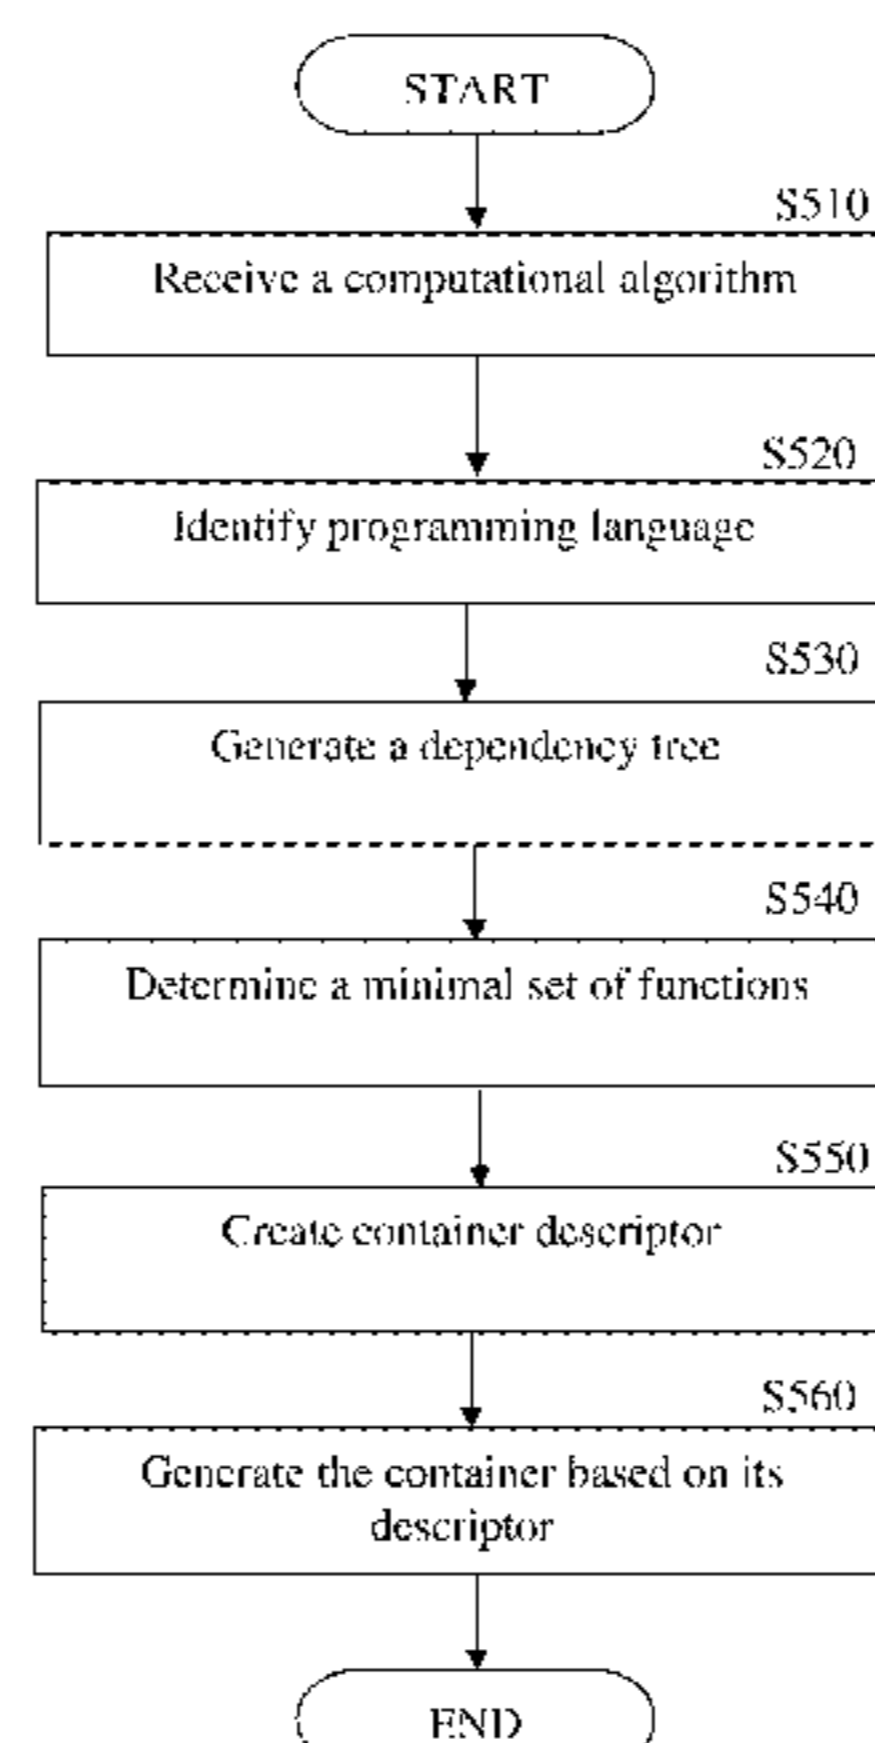 START
S510
Receive a computational algorithm
S520
Identify programming language
S530
Generate a dependency tree
S540
Determine a minimal set of functions
S550
Create container descriptor
S560
Generate the container based on its
descriptor
END